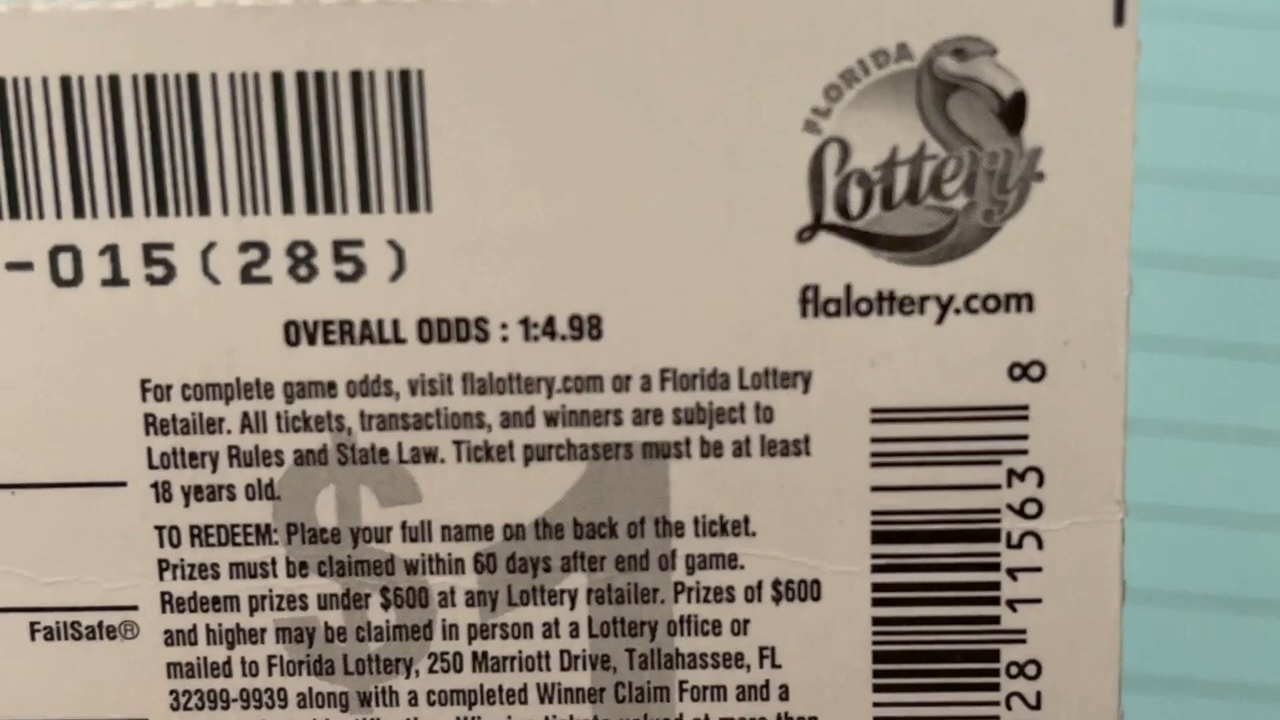 FLORIDA
Lottery
flalottery.com
-015(285)
OVERALL ODDS : 1:4.98
For complete game odds, visit flalottery.com or a Florida Lottery
Retailer. All tickets, transactions, and winners are subject to
Lottery Rules and State Law. Ticket purchasers must be at least
18 years old.
$1
TO REDEEM: Place your full name on the back of the ticket.
Prizes must be claimed within 60 days after end of game.
Redeem prizes under $600 at any Lottery retailer. Prizes of $600
and higher may be claimed in person at a Lottery office or
mailed to Florida Lottery, 250 Marriott Drive, Tallahassee, FL
32399-9939 along with a completed Winner Claim Form and a
FailSafe®
28 11563 8